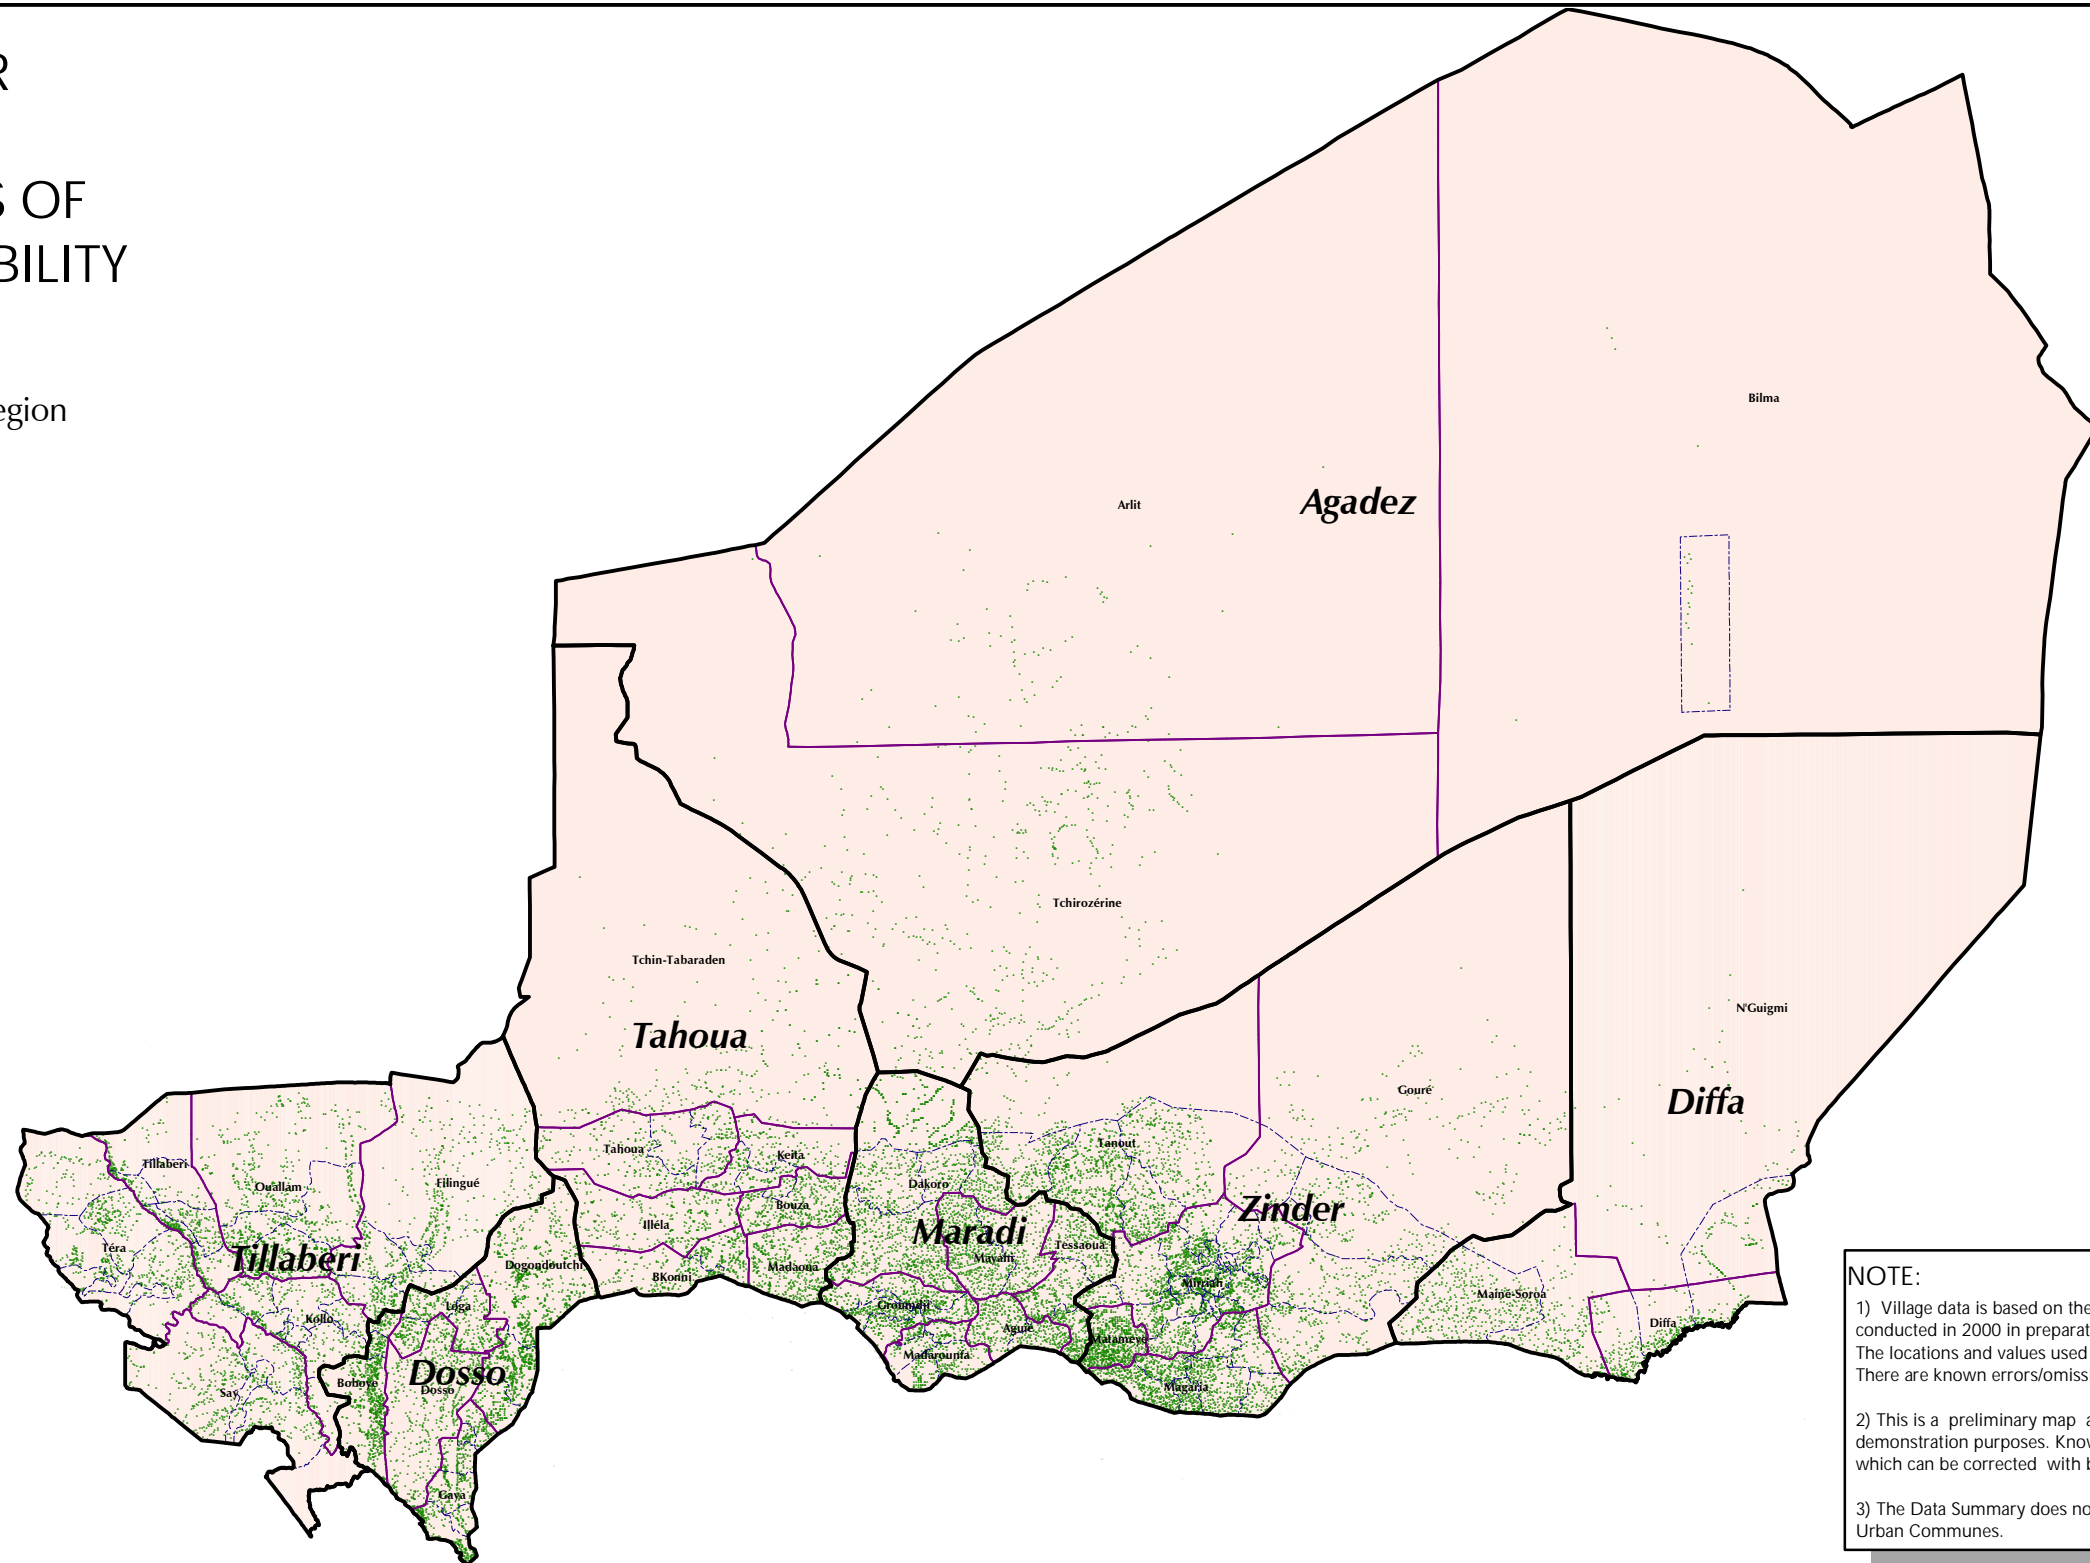 R
S OF
BILITY
egion
Bilma
Arlit
Agadez
Tchirozérine
Tchin-Tabaraden
Tahoua
N'Guigmi
Gouré
Diffa
Tanout
Tahoua
Keita
Tillaberi
Ouallam
Filingué
Dakoro
Bouza
Zinder
Illéla
Maradi
Tessaoua
Téra
Tillaberi
Mayahi
Dogondoutchi
Madaoua
BKonni
Mirriah
Maine-Soroa
Loga
Groumdji
Kollo
Aguié
Diffa
Matameye
Madarounfa
Dosso
Boboye
Dosso
Say
Magaria
Gaya
NOTE:
1) Village data is based on the
conducted in 2000 in preparat
The locations and values used
There are known errors/omiss
2) This is a preliminary map a
demonstration purposes. Know
which can be corrected with b
3) The Data Summary does no
Urban Communes.